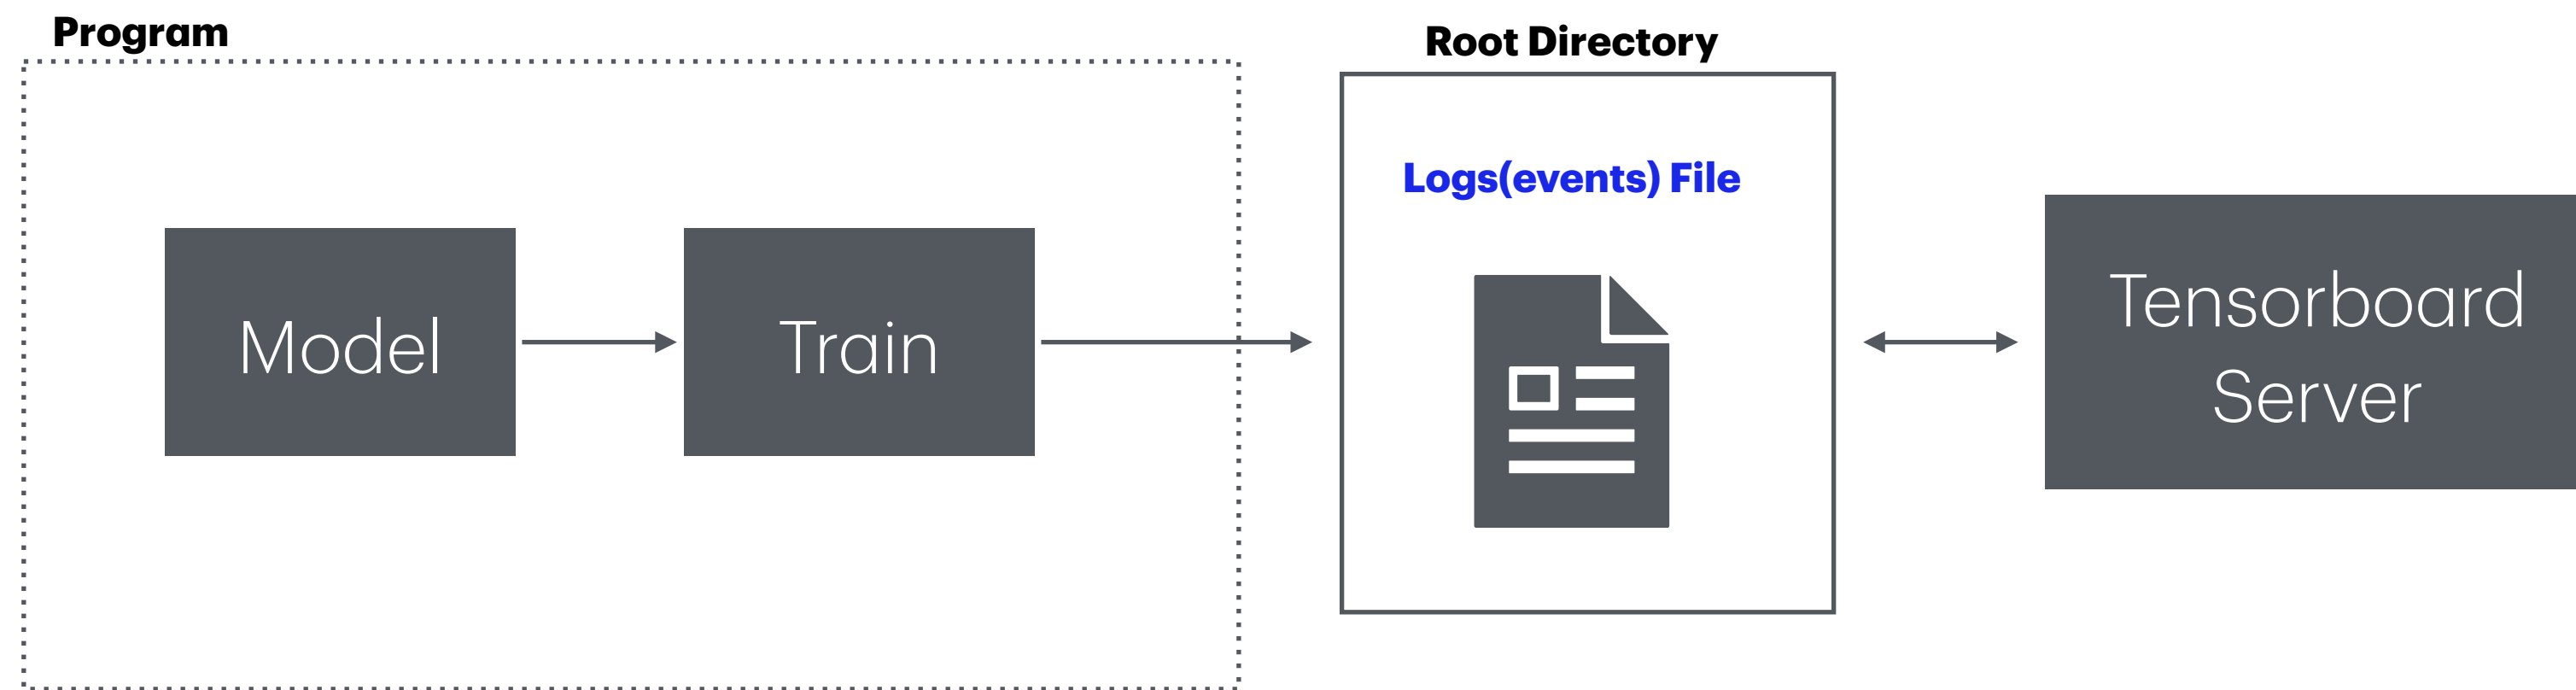 Program
Root Directory
Logs(events) File
Model
Train
Tensorboard
Server